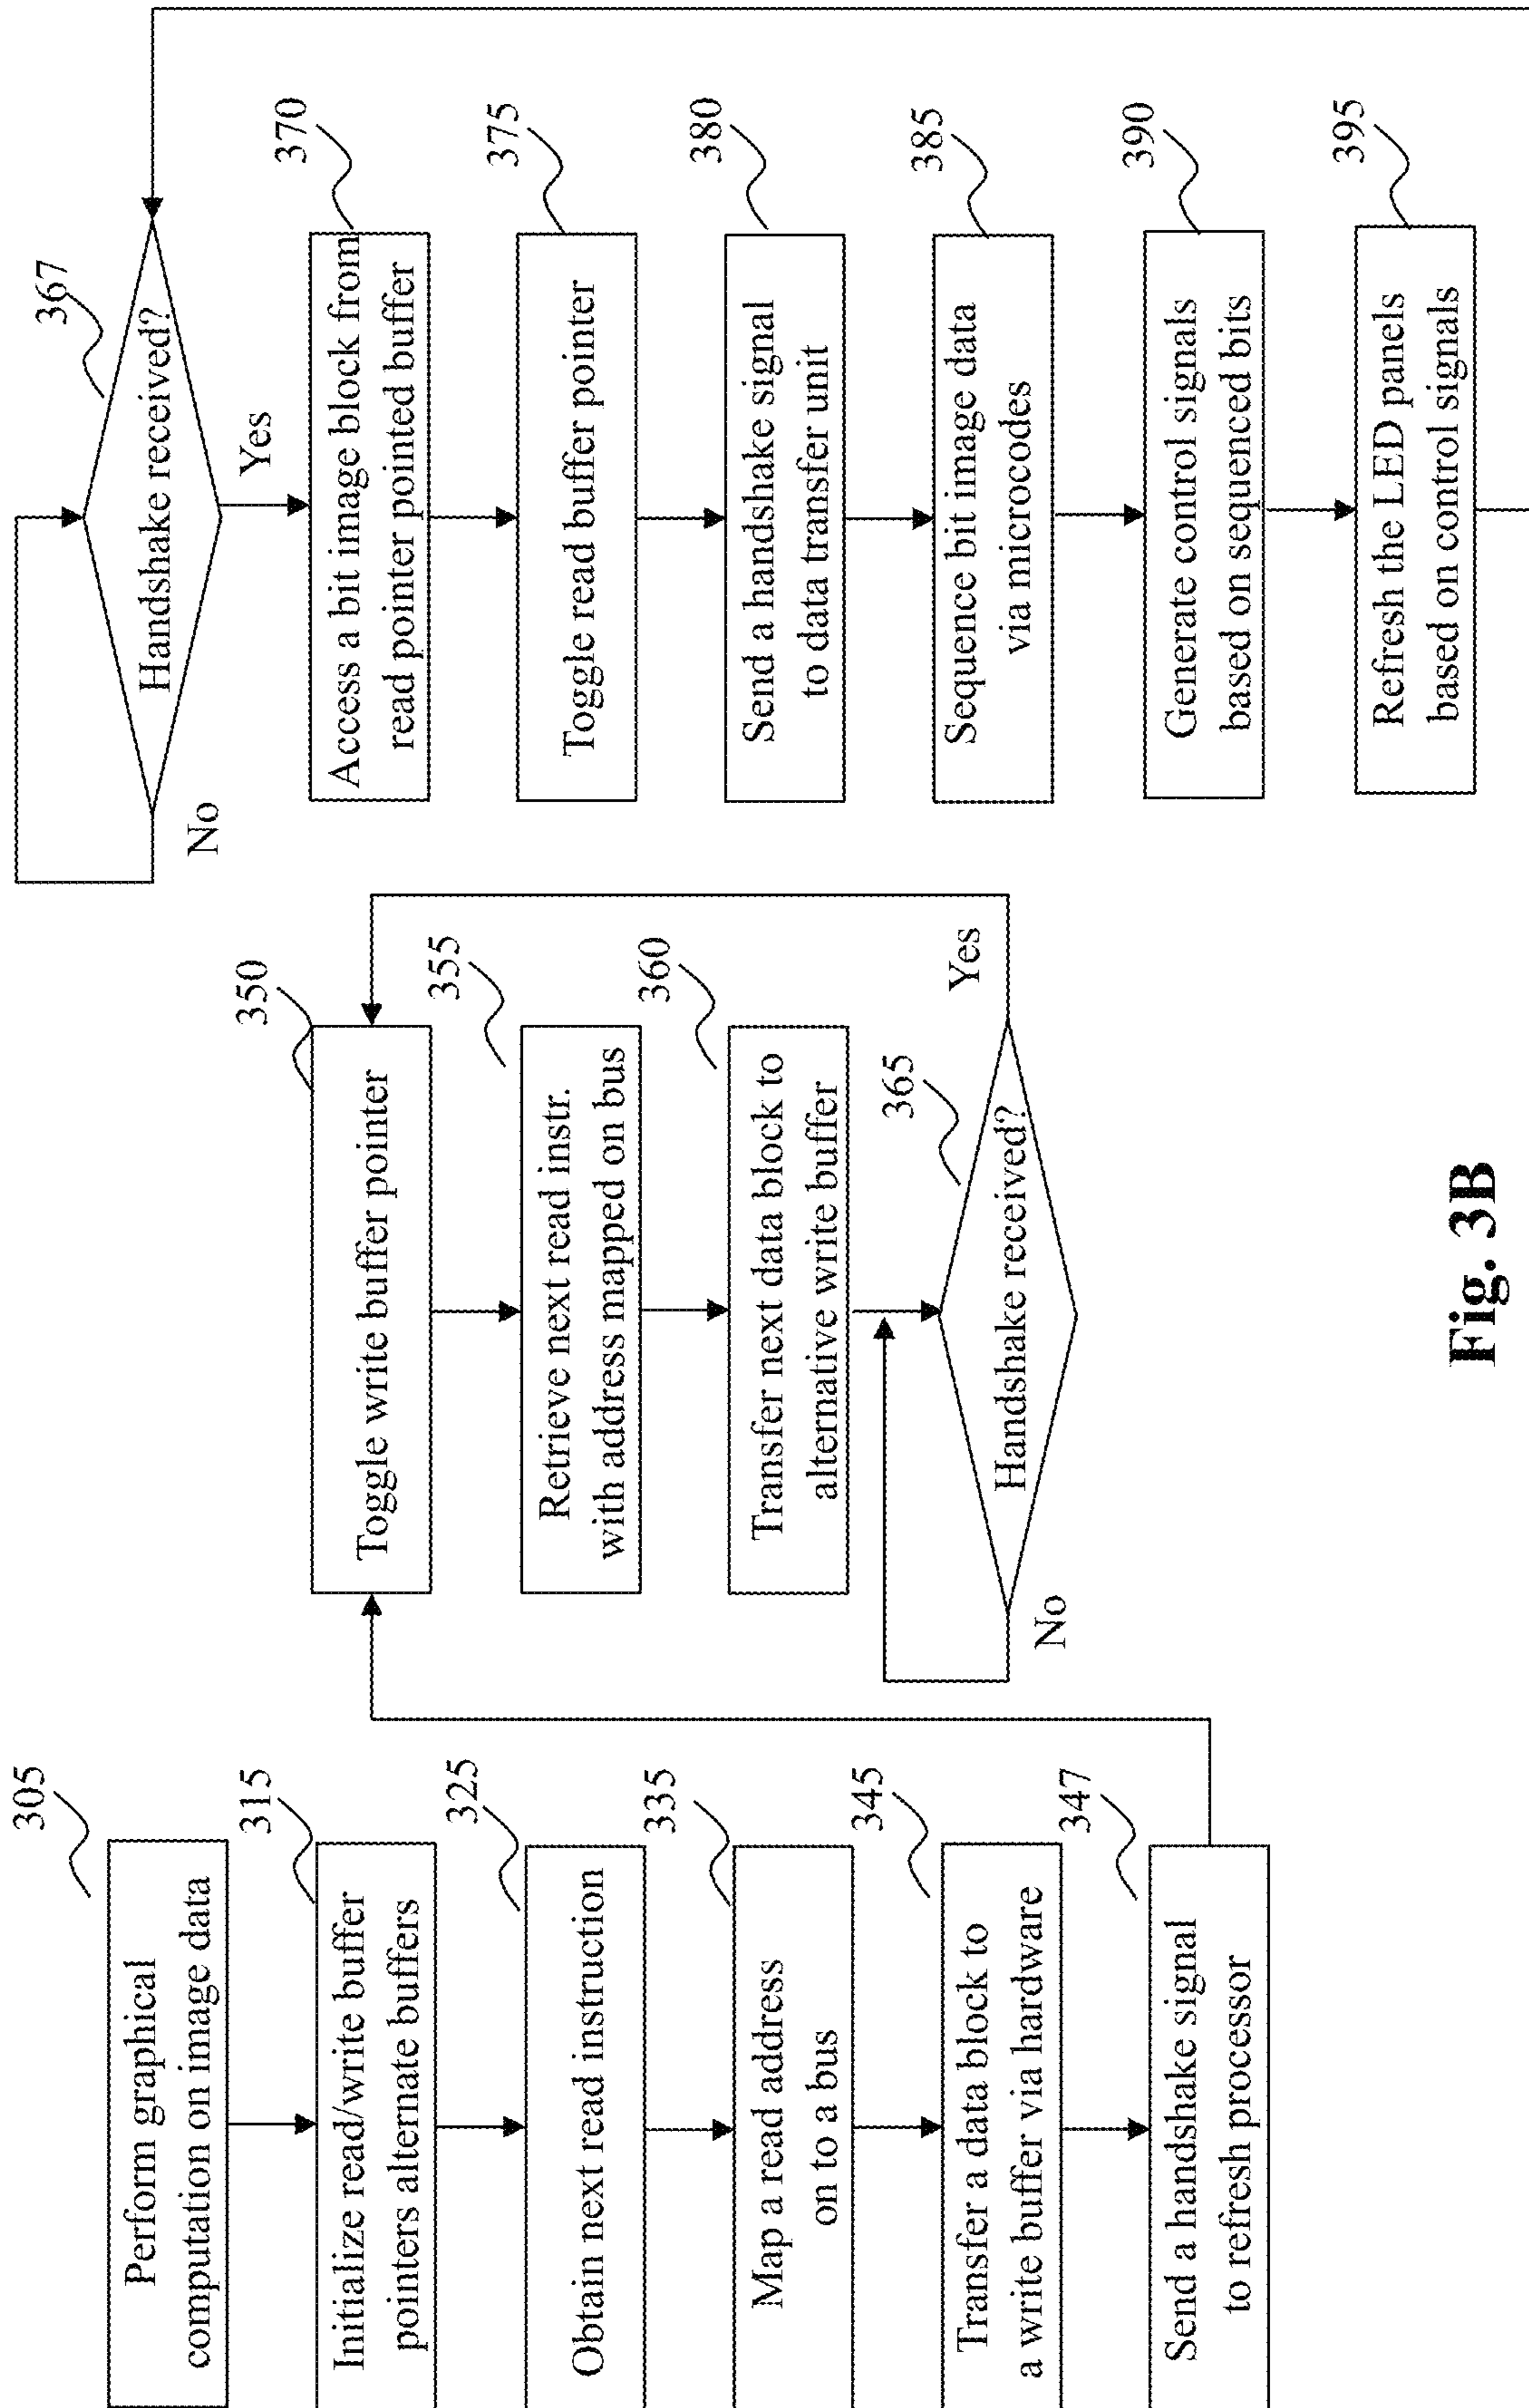 305
Perform graphical
computation on image data
315
Initialize read/write buffer
pointers alternate buffers
325
Obtain next read instruction
335
Map a read address
on to a bus
345
Transfer a data block to
a write buffer via hardware
347
Send a handshake signal
to refresh processor
350
Toggle write buffer pointer
355
Retrieve next read instr.
with address mapped on bus
360
Transfer next data block to
alternative write buffer
365
Handshake received?
Yes
No
367
Handshake received?
No
Yes
370
Access a bit image block from
read pointer pointed buffer
375
Toggle read buffer pointer
380
Send a handshake signal
to data transfer unit
385
Sequence bit image data
via microcodes
390
Generate control signals
based on sequenced bits
395
Refresh the LED panels
based on control signals
Fig. 3B